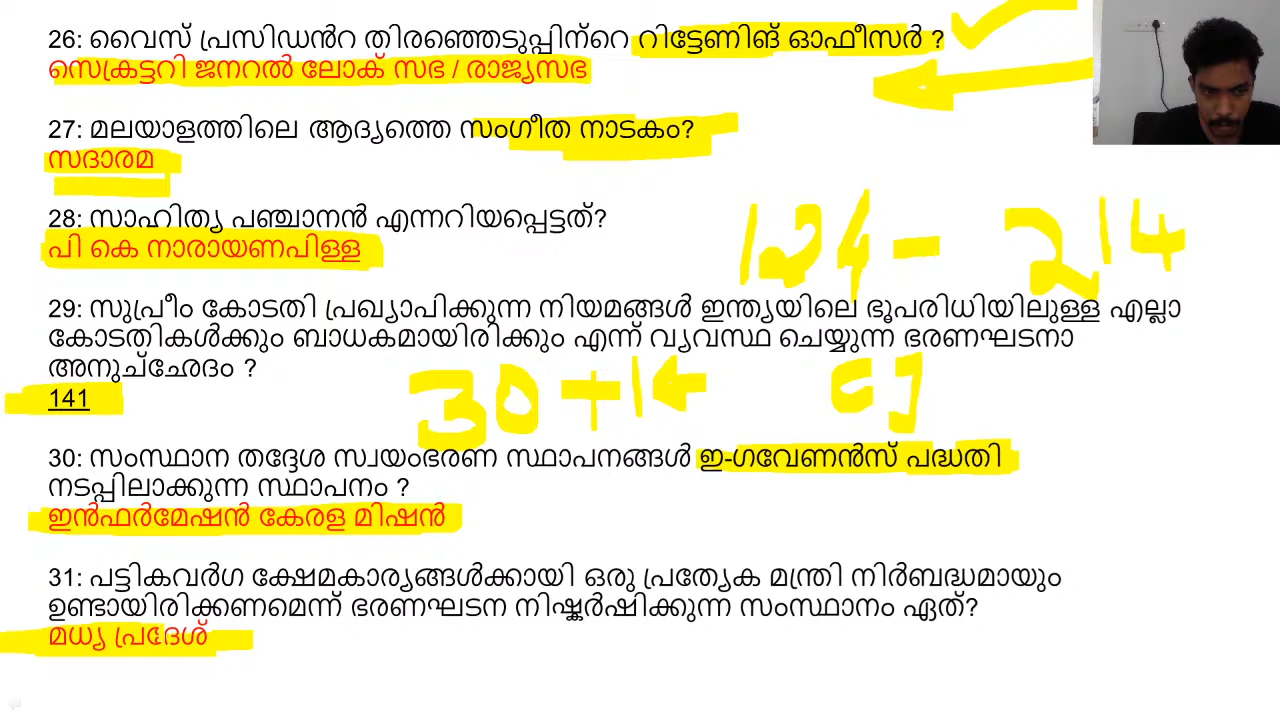 26: വൈസ് പ്രസിഡൻറ തിരഞ്ഞെടുപ്പിന്റെ റിട്ടേണിങ് ഓഫീസർ ?
സെക്രട്ടറി ജനറൽ ലോക് സഭ / രാജ്യസഭ
27: മലയാളത്തിലെ ആദ്യത്തെ സംഗീത നാടകം?
സദാരമ
28: സാഹിത്യ പഞ്ചാനൻ എന്നറിയപ്പെട്ടത്?
പി കെ നാരായണപിള്ള
124 - 214
29: സുപ്രീം കോടതി പ്രഖ്യാപിക്കുന്ന നിയമങ്ങൾ ഇന്ത്യയിലെ ഭൂപരിധിയിലുള്ള എല്ലാ
കോടതികൾക്കും ബാധകമായിരിക്കും എന്ന് വ്യവസ്ഥ ചെയ്യുന്ന ഭരണഘടനാ
അനുച്ഛേദം ?
141
30 + 1
30: സംസ്ഥാന തദ്ദേശ സ്വയംഭരണ സ്ഥാപനങ്ങൾ ഇ-ഗവേണൻസ് പദ്ധതി
നടപ്പിലാക്കുന്ന സ്ഥാപനം ?
ഇൻഫർമേഷൻ കേരള മിഷൻ
31: പട്ടികവർഗ ക്ഷേമകാര്യങ്ങൾക്കായി ഒരു പ്രത്യേക മന്ത്രി നിർബദ്ധമായും
ഉണ്ടായിരിക്കണമെന്ന് ഭരണഘടന നിഷ്കർഷിക്കുന്ന സംസ്ഥാനം ഏത്?
മധ്യ പ്രദേശ്